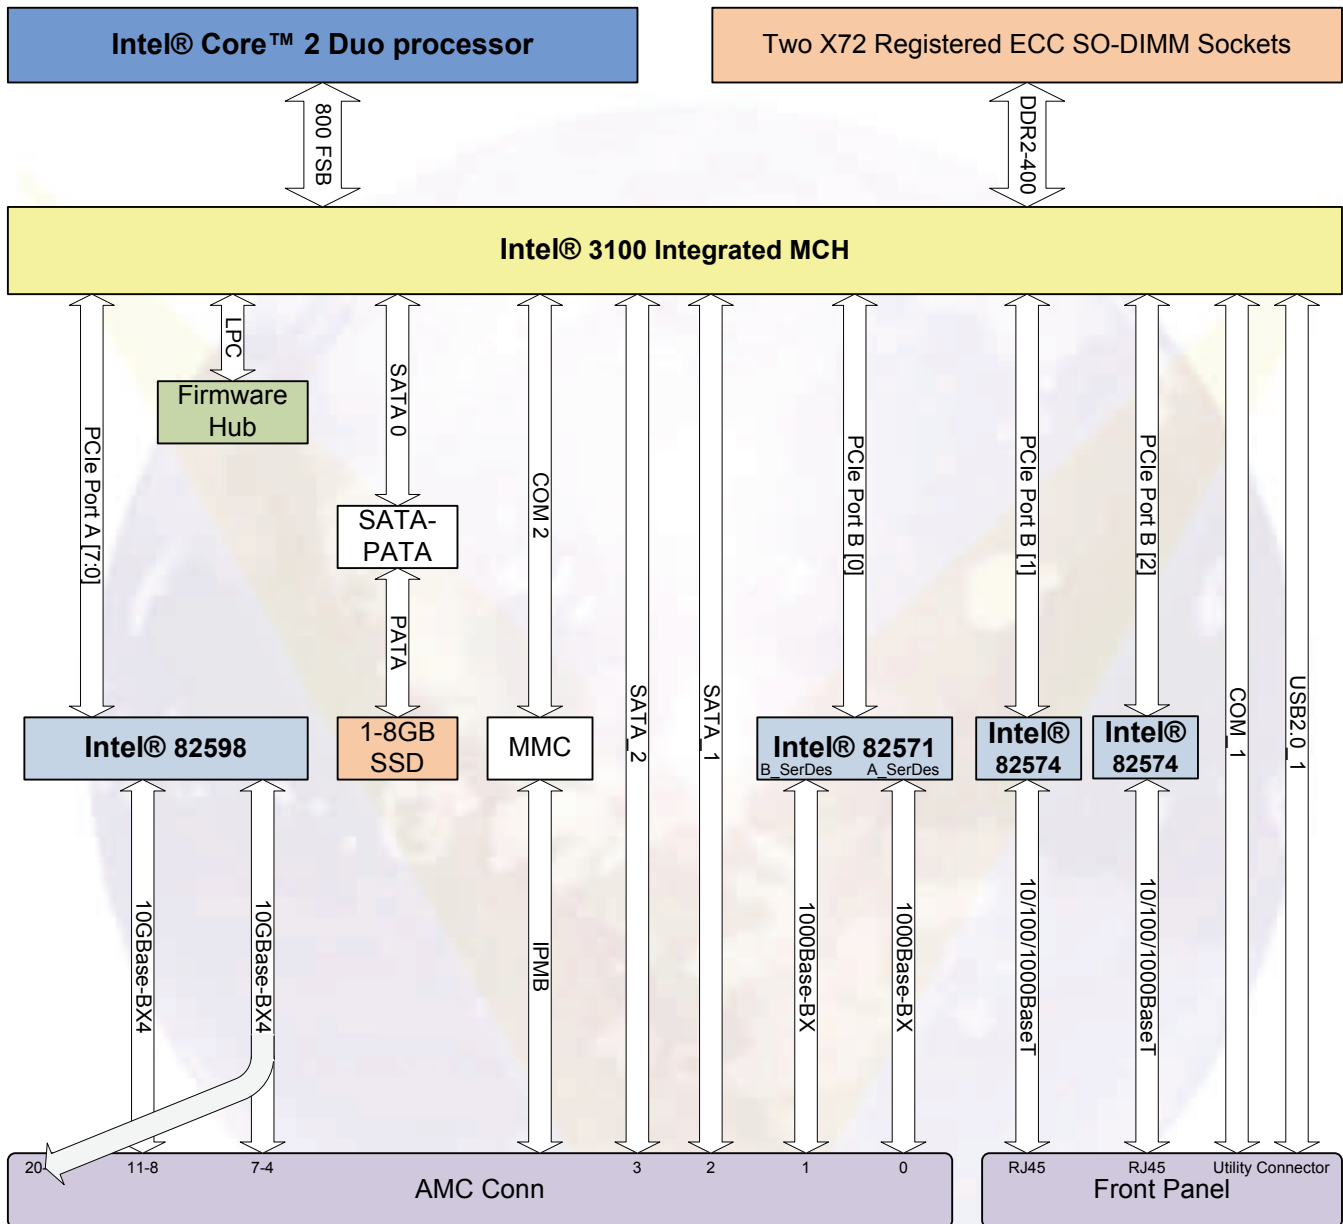 Intel® Core™ 2 Duo processor
Two X72 Registered ECC SO-DIMM Sockets
800 FSB
DDR2-400
Intel® 3100 Integrated MCH
PCIe Port A [7:0]
LPC
Firmware
Hub
SATA 0
SATA-
PATA
PATA
1-8GB
SSD
COM 2
MMC
IPMB
SATA_2
SATA_1
PCIe Port B [0]
PCIe Port B [1]
PCIe Port B [2]
COM_1
USB2.0_1
Intel® 82598
Intel® 82571
B_SerDes
A_SerDes
Intel®
82574
Intel®
82574
10GBase-BX4
10GBase-BX4
1000Base-BX
1000Base-BX
10/100/1000BaseT
10/100/1000BaseT
11-8
7-4
3
2
1
0
AMC Conn
RJ45
RJ45
Utility Connector
Front Panel